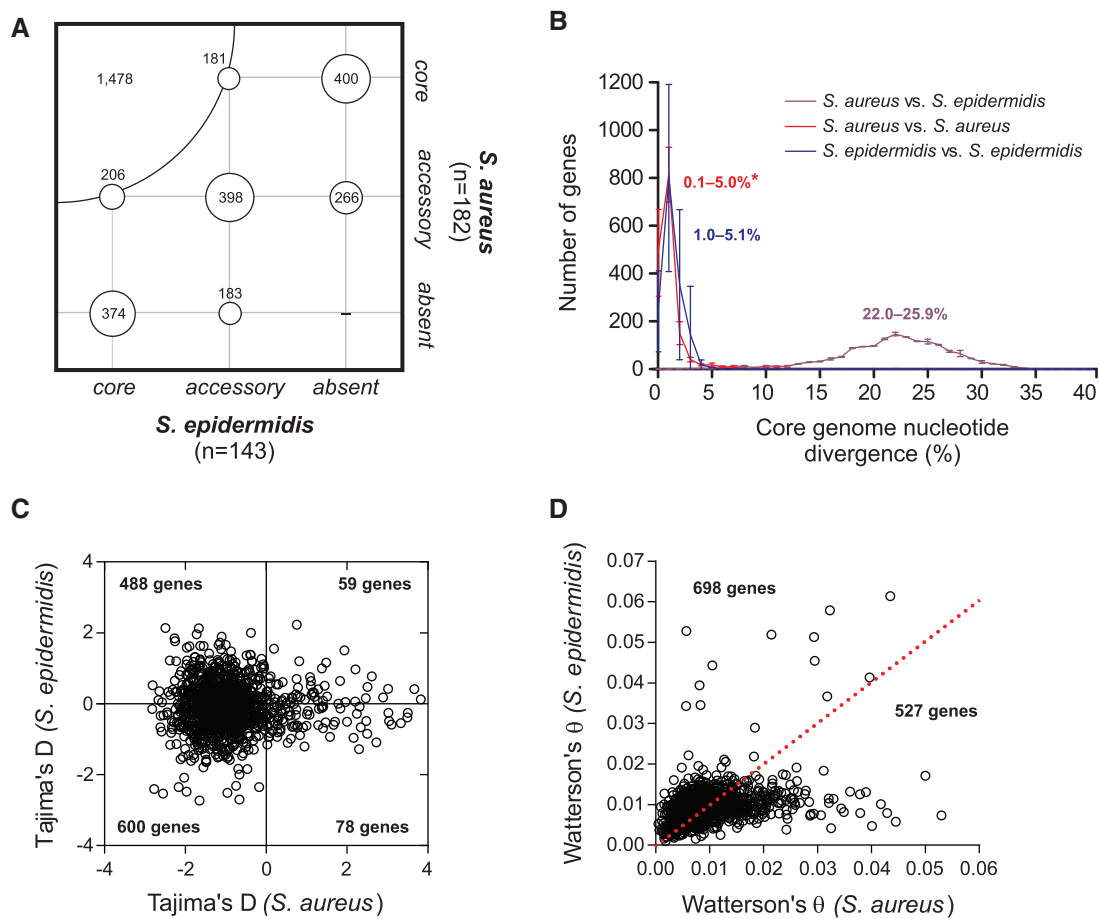 A
1,478
181
400
core
206
398
266
accessory
374
183
–
absent
S. aureus
(n=182)
core
accessory
absent
S. epidermidis
(n=143)
B
Number of genes
1200
1000
800
600
400
200
0
S. aureus vs. S. epidermidis
S. aureus vs. S. aureus
S. epidermidis vs. S. epidermidis
0.1–5.0%*
1.0–5.1%
22.0–25.9%
0 5 10 15 20 25 30 35 40
Core genome nucleotide
divergence (%)
C
Tajima's D (S. epidermidis)
4
2
0
-2
-4
488 genes
59 genes
600 genes
78 genes
-4 -2 0 2 4
Tajima's D (S. aureus)
D
Watterson's θ (S. epidermidis)
0.07
0.06
0.05
0.04
0.03
0.02
0.01
0.00
698 genes
527 genes
0.00 0.01 0.02 0.03 0.04 0.05 0.06
Watterson's θ (S. aureus)